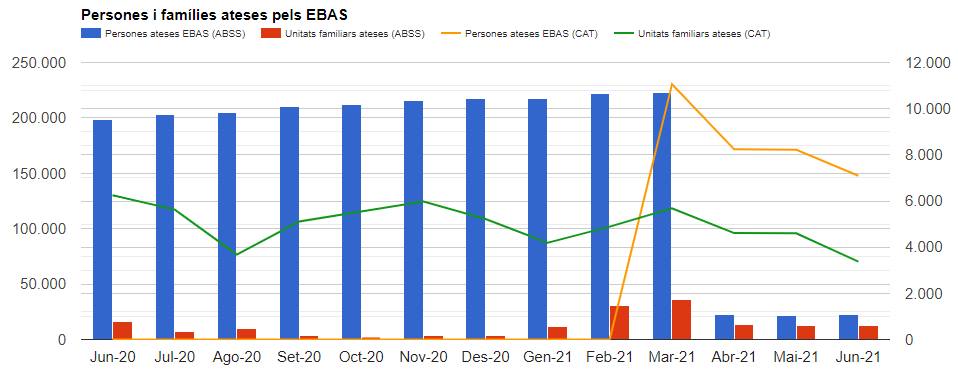 Persones i famílies ateses pels EBAS
Persones ateses EBAS (ABSS) Unitats familiars ateses (ABSS) Persones ateses EBAS (CAT) Unitats familiars ateses (CAT)
250.000 12.000
200.000 10.000
150.000 8.000
100.000 6.000
50.000 4.000
0 2.000
0
Jun-20 Jul-20 Ago-20 Set-20 Oct-20 Nov-20 Des-20 Gen-21 Feb-21 Mar-21 Abr-21 Mai-21 Jun-21